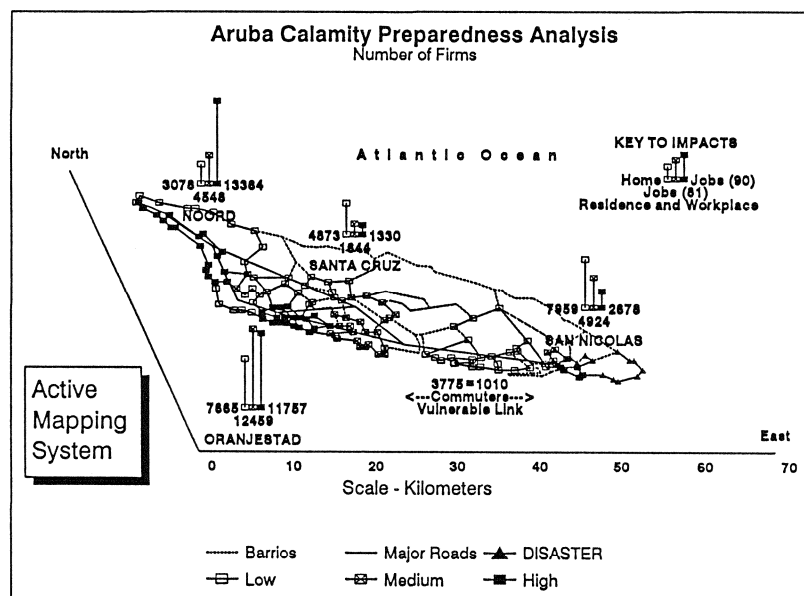 Aruba Calamity Preparedness Analysis
Number of Firms
North
Atlantic Ocean
KEY TO IMPACTS
Home Jobs (90)
Jobs (81)
Residence and Workplace
3078 13364
4548
NOORD
4873 1330
1844
SANTA CRUZ
7959 2678
4924
SAN NICOLAS
3775 = 1010
<---Commuters--->
Vulnerable Link
7665 11757
12459
ORANJESTAD
Active
Mapping
System
East
0 10 20 30 40 50 60 70
Scale - Kilometers
Barrios Major Roads DISASTER
Low Medium High